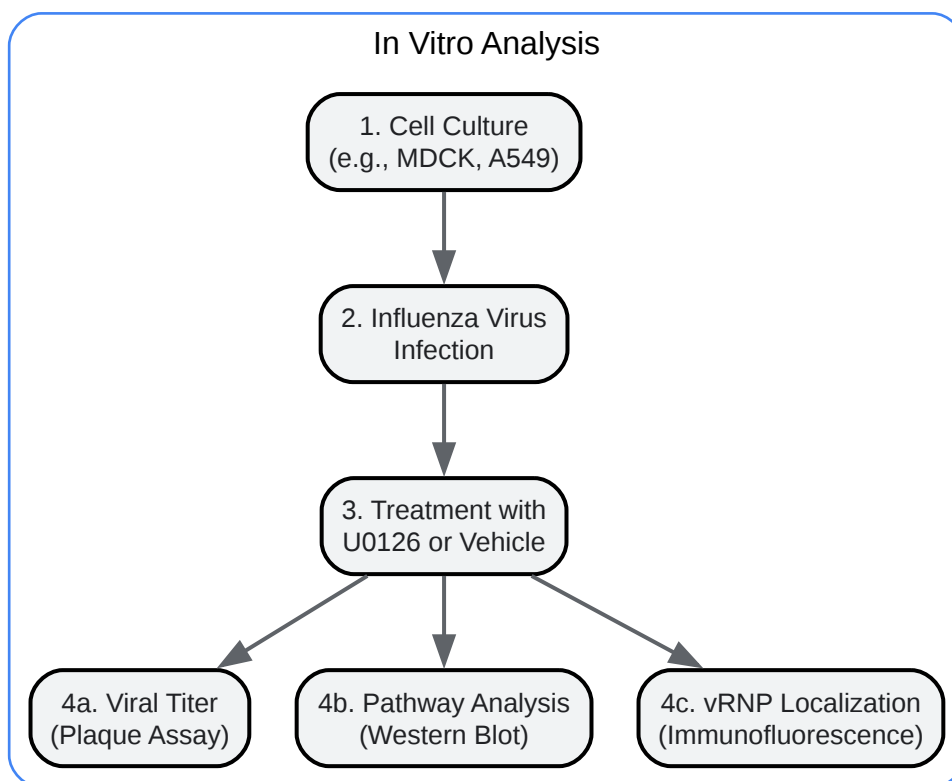 In Vitro Analysis
1. Cell Culture
(e.g., MDCK, A549)
2. Influenza Virus
Infection
3. Treatment with
U0126 or Vehicle
4a. Viral Titer
(Plaque Assay)
4b. Pathway Analysis
(Western Blot)
4c. vRNP Localization
(Immunofluorescence)